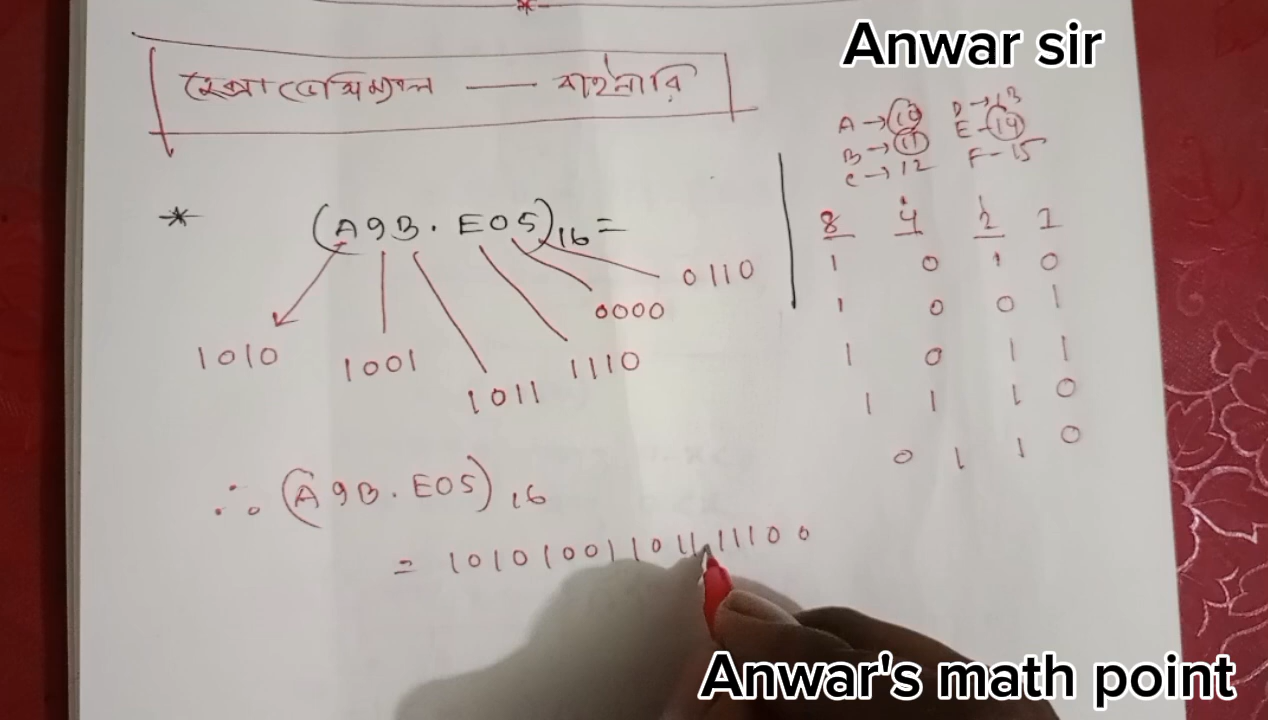 Anwar sir
হেক্সাডেসিম্যাল — বাইনারি
A → 10 D → 13
B → 11 E - 14
C → 12 F - 15
* (A9B.E05)16 =
1010 1001 1011 1110 0000 0110
8 4 2 1
1 0 1 0
1 0 0 1
1 0 1 1
1 1 1 0
0 1 1 0
∴ (A9B.E05)16
= 101010011011 11100
Anwar's math point